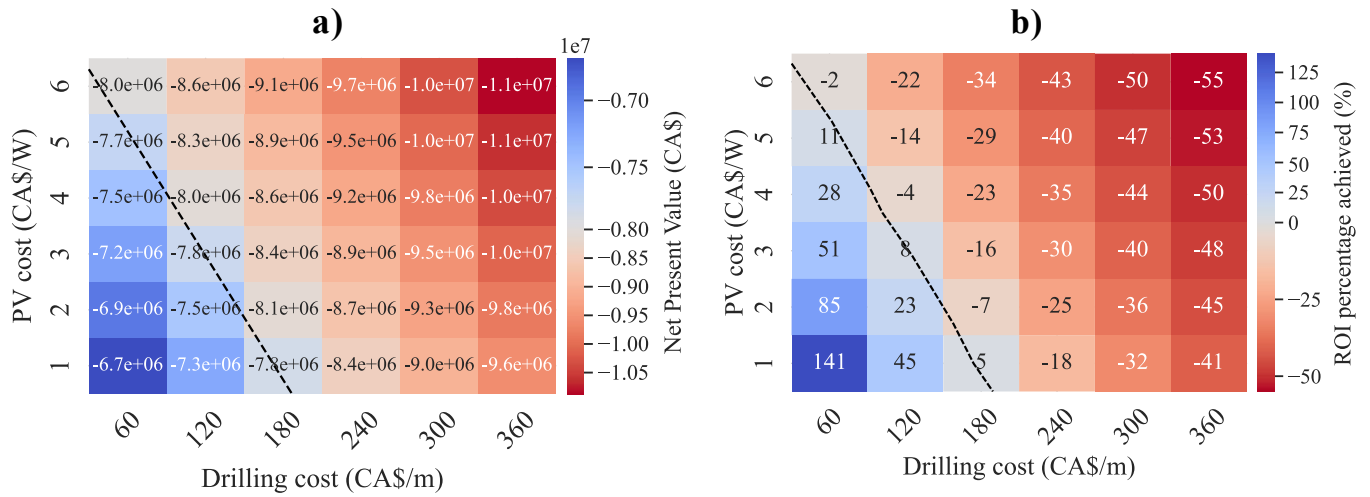 a)
PV cost (CA$/W)
6 -8.0e+06 -8.6e+06 -9.1e+06 -9.7e+06 -1.0e+07 -1.1e+07
5 -7.7e+06 -8.3e+06 -8.9e+06 -9.5e+06 -1.0e+07 -1.1e+07
4 -7.5e+06 -8.0e+06 -8.6e+06 -9.2e+06 -9.8e+06 -1.0e+07
3 -7.2e+06 -7.8e+06 -8.4e+06 -8.9e+06 -9.5e+06 -1.0e+07
2 -6.9e+06 -7.5e+06 -8.1e+06 -8.7e+06 -9.3e+06 -9.8e+06
1 -6.7e+06 -7.3e+06 -7.8e+06 -8.4e+06 -9.0e+06 -9.6e+06
60 120 180 240 300 360
Drilling cost (CA$/m)
1e7
−0.70
−0.75
−0.80
−0.85
−0.90
−0.95
−1.00
−1.05
Net Present Value (CA$)
b)
PV cost (CA$/W)
6 -2 -22 -34 -43 -50 -55
5 11 -14 -29 -40 -47 -53
4 28 -4 -23 -35 -44 -50
3 51 8 -16 -30 -40 -48
2 85 23 -7 -25 -36 -45
1 141 45 5 -18 -32 -41
60 120 180 240 300 360
Drilling cost (CA$/m)
125
100
75
50
25
0
−25
−50
ROI percentage achieved (%)